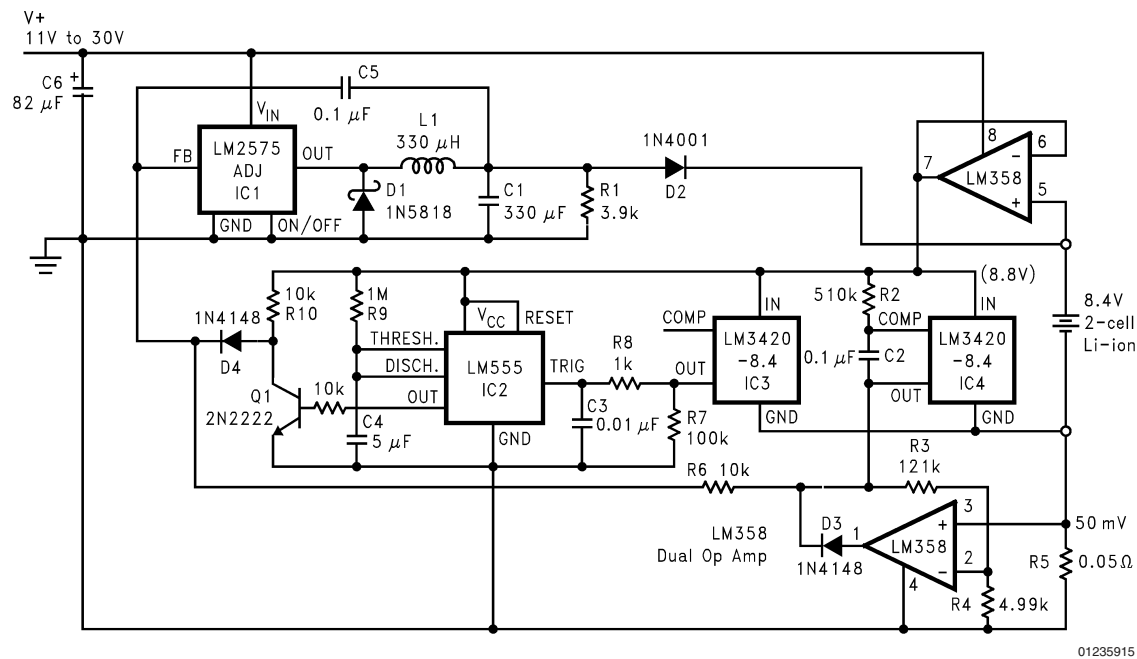 V+
11V to 30V
C6 +
82 µF
C5
0.1 µF
VIN
L1
330 µH
1N4001
D2
FB
LM2575
ADJ
IC1
OUT
GND
ON/OFF
D1
1N5818
C1
330 µF
R1
3.9k
8
7
6
−
LM358
5
+
(8.8V)
10k
R10
1M
R9
VCC
RESET
1N4148
D4
THRESH.
DISCH.
OUT
LM555
IC2
TRIG
GND
R8
1k
COMP
IN
LM3420
-8.4
IC3
OUT
GND
510k
R2
COMP
IN
0.1 µF
C2
LM3420
-8.4
IC4
OUT
GND
8.4V
2-cell
Li-ion
Q1
2N2222
10k
C4
5 µF
C3
0.01 µF
R7
100k
R6 10k
R3
121k
LM358
Dual Op Amp
D3
1N4148
1
3
+
LM358
2
−
4
50 mV
R5
0.05Ω
R4
4.99k
01235915